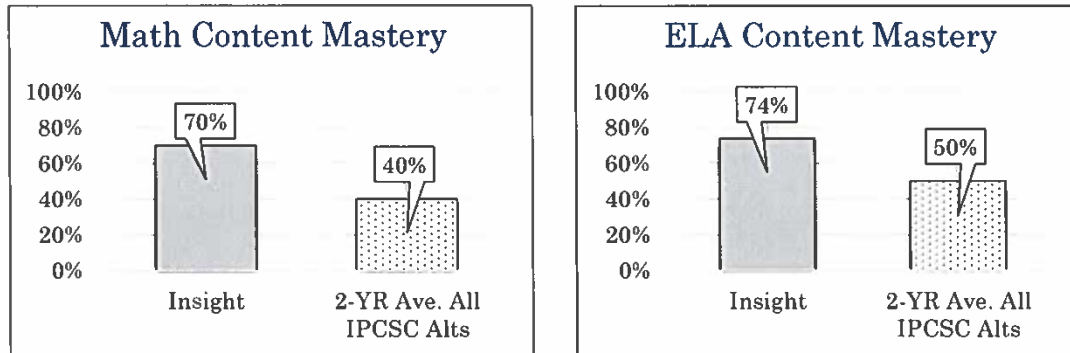 Math Content Mastery
100%
80%
60%
40%
20%
0%
70%
40%
Insight
2-YR Ave. All
IPCSC Alts
ELA Content Mastery
100%
80%
60%
40%
20%
0%
74%
50%
Insight
2-YR Ave. All
IPCSC Alts